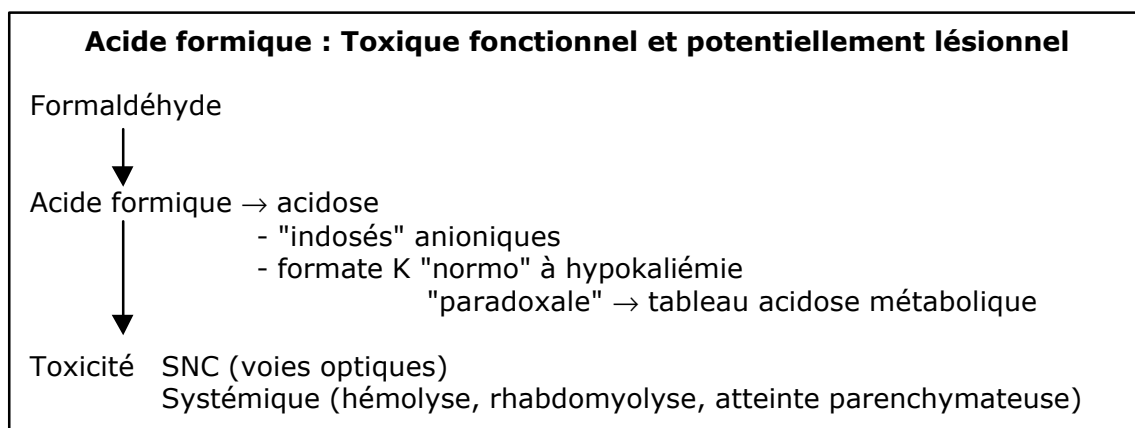 Acide formique : Toxique fonctionnel et potentiellement lésionnel
Formaldéhyde
Acide formique → acidose
- "indosés" anioniques
- formate K "normo" à hypokaliémie
"paradoxale" → tableau acidose métabolique
Toxicité SNC (voies optiques)
Systémique (hémolyse, rhabdomyolyse, atteinte parenchymateuse)